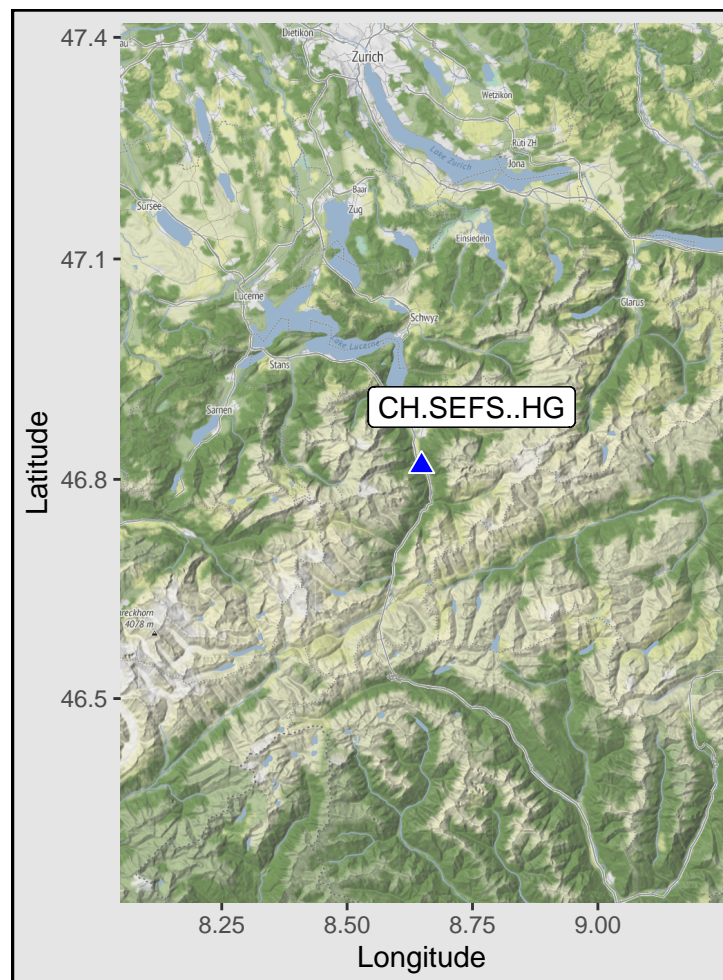 47.4
47.1
46.8
46.5
Latitude
8.25
8.50
8.75
9.00
Longitude
CH.SEFS..HG
Dietikon
Zurich
Wetzikon
Rüti ZH
Jona
Lake Zurich
Baar
Zug
Sursee
Einsiedeln
Lucerne
Glarus
Schwyz
Lake Lucerne
Stans
Sarnen
4078 m